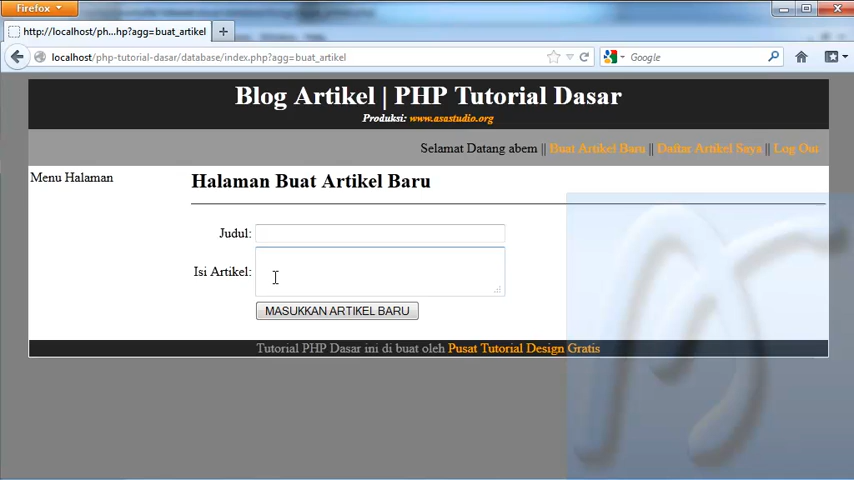 Firefox
http://localhost/ph...hp?agg=buat_artikel
localhost/php-tutorial-dasar/database/index.php?agg=buat_artikel
Google
Blog Artikel | PHP Tutorial Dasar
Produksi: www.asastudio.org
Selamat Datang abem || Buat Artikel Baru || Daftar Artikel Saya || Log Out
Menu Halaman
Halaman Buat Artikel Baru
Judul:
Isi Artikel:
MASUKKAN ARTIKEL BARU
Tutorial PHP Dasar ini di buat oleh Pusat Tutorial Design Gratis